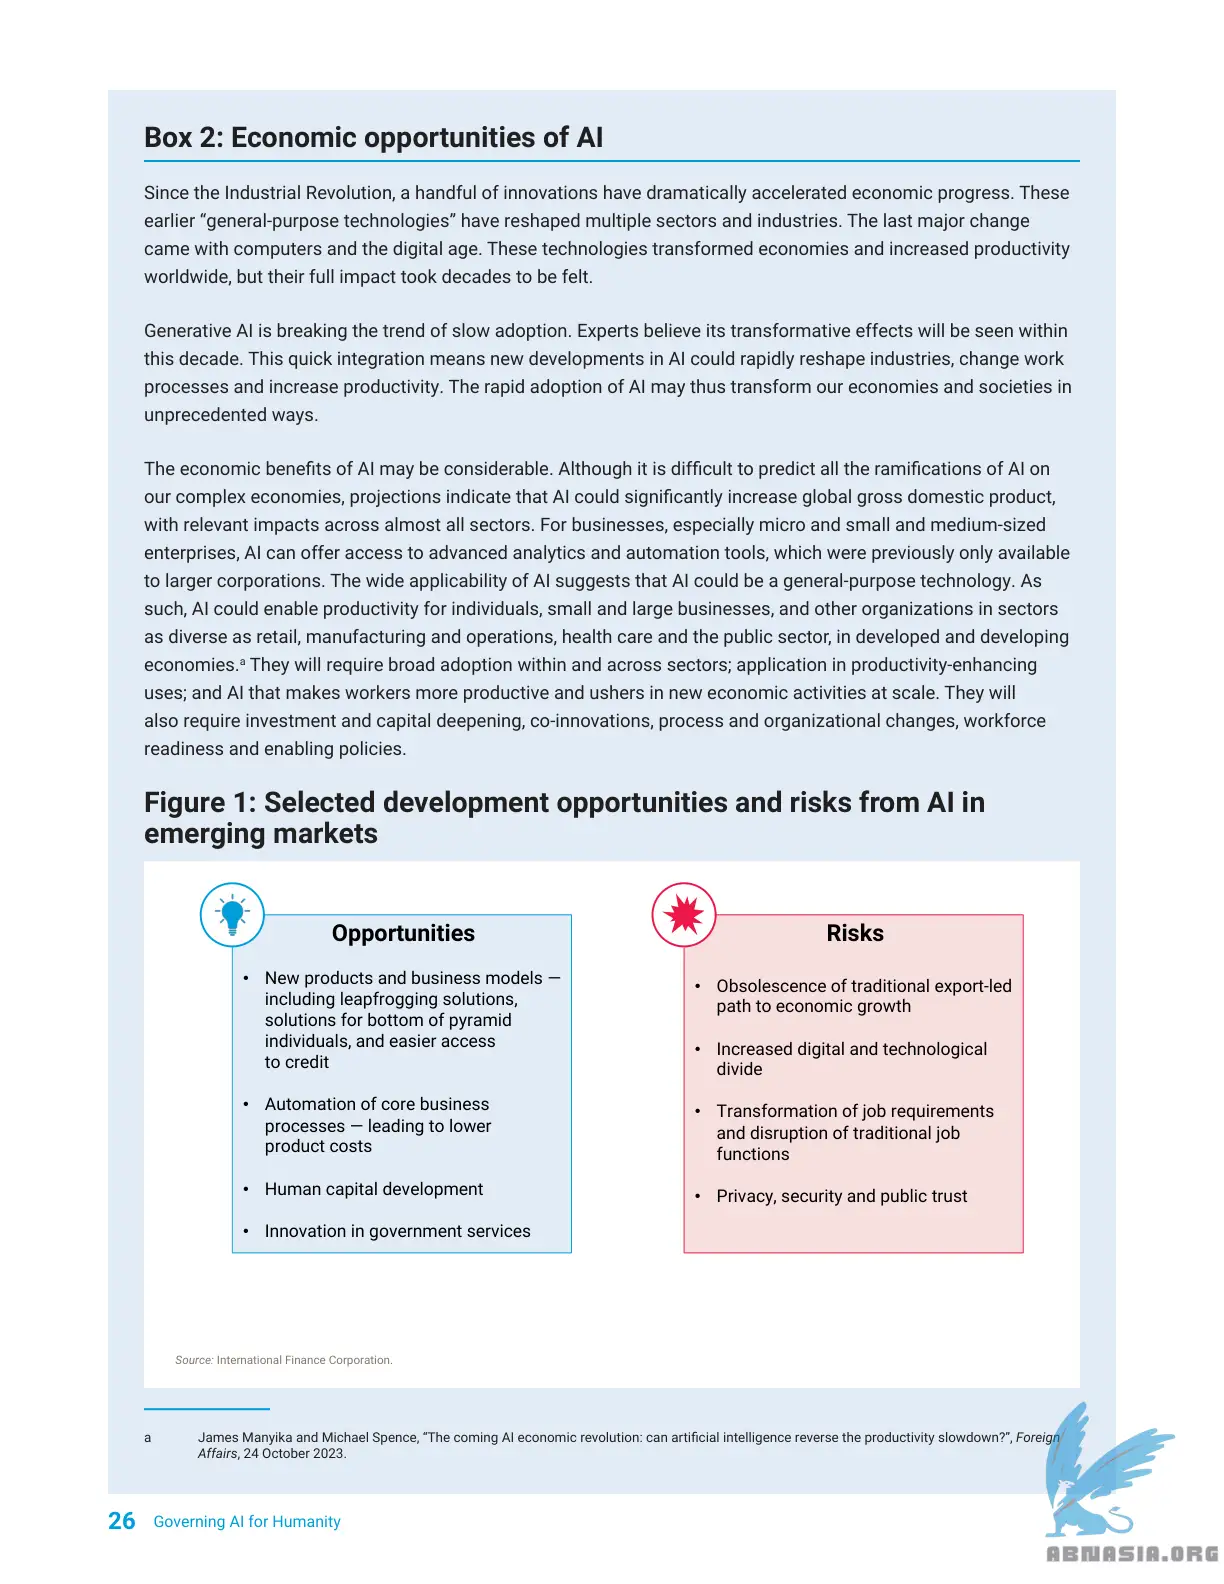 Box 2: Economic opportunities of AI
Since the Industrial Revolution, a handful of innovations have dramatically accelerated economic progress. These
earlier “general-purpose technologies” have reshaped multiple sectors and industries. The last major change
came with computers and the digital age. These technologies transformed economies and increased productivity
worldwide, but their full impact took decades to be felt.
Generative AI is breaking the trend of slow adoption. Experts believe its transformative effects will be seen within
this decade. This quick integration means new developments in AI could rapidly reshape industries, change work
processes and increase productivity. The rapid adoption of AI may thus transform our economies and societies in
unprecedented ways.
The economic benefits of AI may be considerable. Although it is difficult to predict all the ramifications of AI on
our complex economies, projections indicate that AI could significantly increase global gross domestic product,
with relevant impacts across almost all sectors. For businesses, especially micro and small and medium-sized
enterprises, AI can offer access to advanced analytics and automation tools, which were previously only available
to larger corporations. The wide applicability of AI suggests that AI could be a general-purpose technology. As
such, AI could enable productivity for individuals, small and large businesses, and other organizations in sectors
as diverse as retail, manufacturing and operations, health care and the public sector, in developed and developing
economies.ᵃ They will require broad adoption within and across sectors; application in productivity-enhancing
uses; and AI that makes workers more productive and ushers in new economic activities at scale. They will
also require investment and capital deepening, co-innovations, process and organizational changes, workforce
readiness and enabling policies.
Figure 1: Selected development opportunities and risks from AI in
emerging markets
Opportunities
• New products and business models —
including leapfrogging solutions,
solutions for bottom of pyramid
individuals, and easier access
to credit
• Automation of core business
processes — leading to lower
product costs
• Human capital development
• Innovation in government services
Risks
• Obsolescence of traditional export-led
path to economic growth
• Increased digital and technological
divide
• Transformation of job requirements
and disruption of traditional job
functions
• Privacy, security and public trust
Source: International Finance Corporation.
a James Manyika and Michael Spence, “The coming AI economic revolution: can artificial intelligence reverse the productivity slowdown?”, Foreign
Affairs, 24 October 2023.
26 Governing AI for Humanity
ABNASIA.ORG